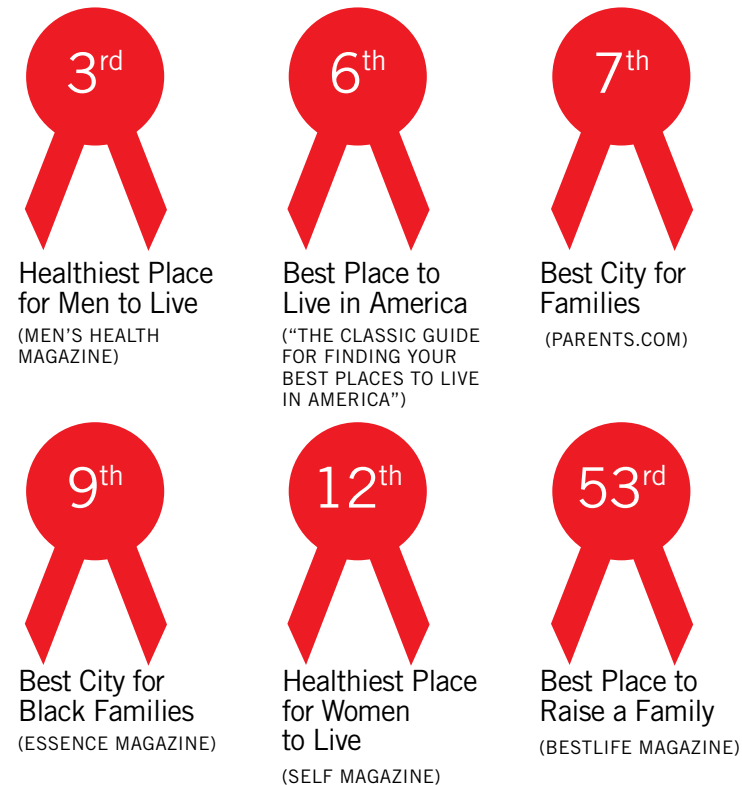 3rd
Healthiest Place
for Men to Live
(MEN’S HEALTH
MAGAZINE)
6th
Best Place to
Live in America
(“THE CLASSIC GUIDE
FOR FINDING YOUR
BEST PLACES TO LIVE
IN AMERICA”)
7th
Best City for
Families
(PARENTS.COM)
9th
Best City for
Black Families
(ESSENCE MAGAZINE)
12th
Healthiest Place
for Women
to Live
(SELF MAGAZINE)
53rd
Best Place to
Raise a Family
(BESTLIFE MAGAZINE)